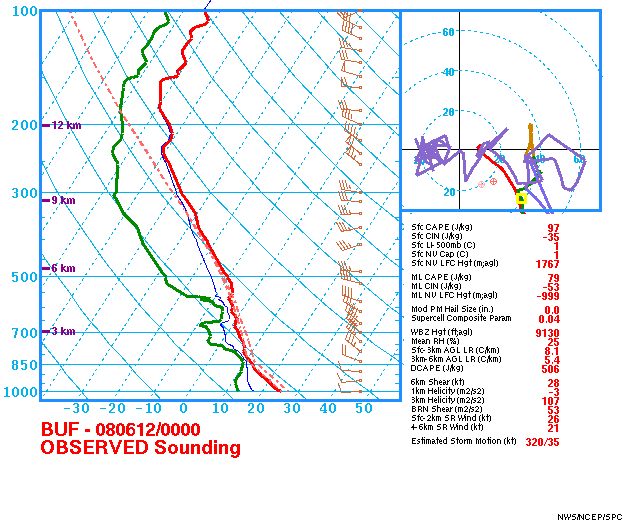 100
200
300
500
700
850
1000
12 km
9 km
6 km
3 km
-30 -20 -10 0 10 20 30 40 50
60
40
20
20
20 40 60
BUF - 080612/0000
OBSERVED Sounding
Sfc CAPE (J/kg) 97
Sfc CIN (J/kg) -35
Sfc LI-500mb (C) 1
Sfc NV Cap (C) 1
Sfc NV LFC Hgt (m;agl) 1767
ML CAPE (J/kg) 79
ML CIN (J/kg) -53
ML NV LFC Hgt (m;agl) -999
Mod PM Hail Size (in.) 0.0
Supercell Composite Param 0.04
WBZ Hgt (ft;agl) 9130
Mean RH (%) 25
Sfc-3km AGL LR (C/km) 8.1
3km-6km AGL LR (C/km) 5.4
DCAPE (J/kg) 506
6km Shear (kt) 28
1km Helicity (m2/s2) -3
3km Helicity (m2/s2) 107
BRN Shear (m2/s2) 53
Sfc-2km SR Wind (kt) 26
4-6km SR Wind (kt) 21
Estimated Storm Motion (kt) 320/35
NWS/NCEP/SPC